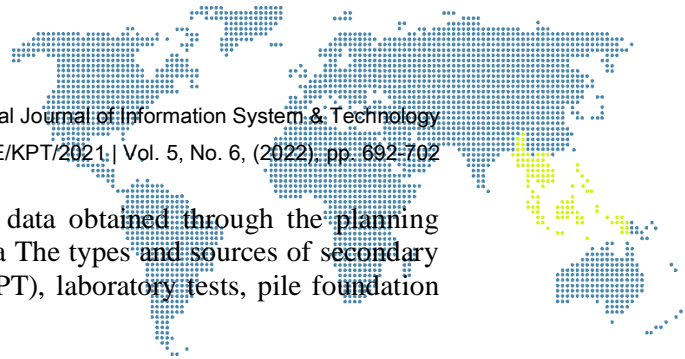 al Journal of Information System & Technology
E/KPT/2021 | Vol. 5, No. 6, (2022), pp. 692-702
data obtained through the planning
a The types and sources of secondary
PT), laboratory tests, pile foundation